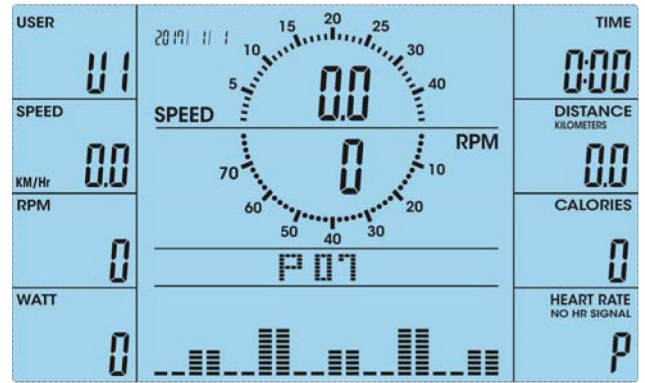 USER
U1
SPEED
KM/Hr 0.0
RPM
0
WATT
0
2017/ 1/ 1
5 10 15 20 25 30 40
0.0
SPEED
RPM
0
70 60 50 40 30 20 10
P 07
TIME
0:00
DISTANCE
KILOMETERS
0.0
CALORIES
0
HEART RATE
NO HR SIGNAL
P